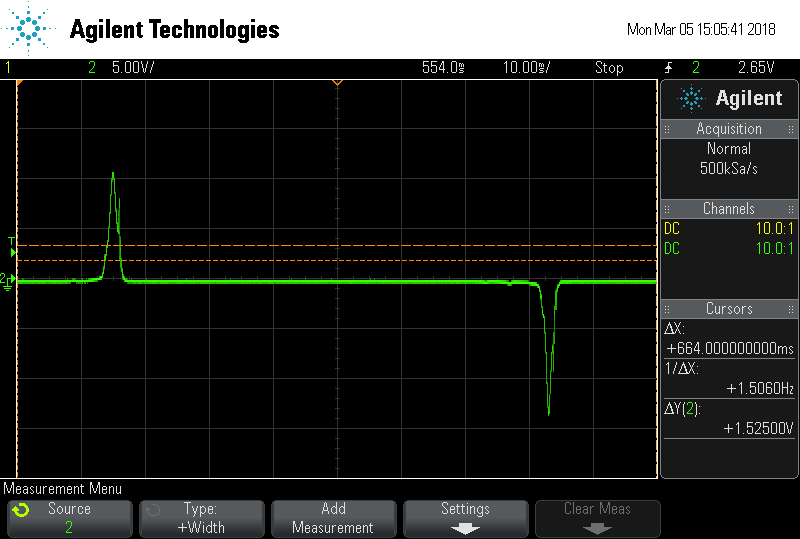 Agilent Technologies
Mon Mar 05 15:05:41 2018
1 2 5.00V/ 554.0ms 10.00ms/ Stop 2 2.65V
Agilent
Acquisition
Normal
500kSa/s
Channels
DC 10.0:1
DC 10.0:1
Cursors
ΔX:
+664.000000000ms
1/ΔX:
+1.5060Hz
ΔY(2):
+1.52500V
T
2
Measurement Menu
Source
2
Type:
+Width
Add
Measurement
Settings
Clear Meas